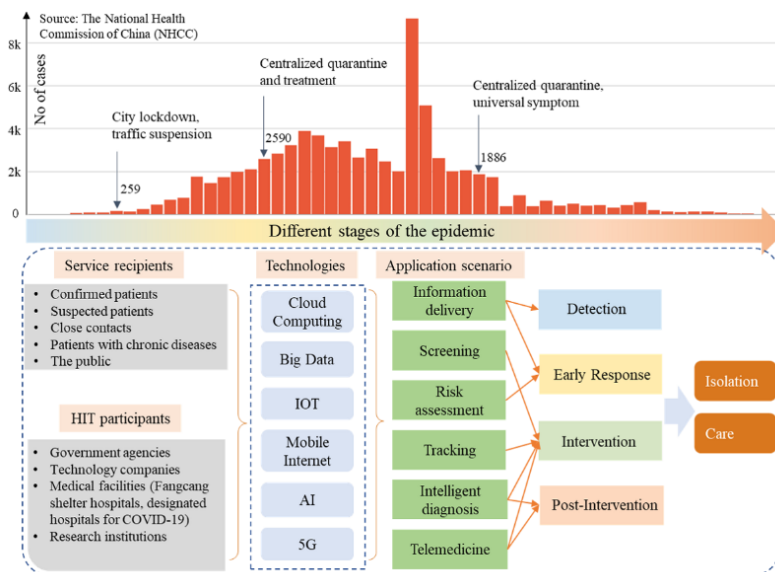 Source: The National Health
Commission of China (NHCC)
No of cases
8k
6k
4k
2k
0
City lockdown,
traffic suspension
259
Centralized quarantine
and treatment
2590
Centralized quarantine,
universal symptom
1886
Different stages of the epidemic
Service recipients
• Confirmed patients
• Suspected patients
• Close contacts
• Patients with chronic diseases
• The public
HIT participants
• Government agencies
• Technology companies
• Medical facilities (Fangcang
shelter hospitals, designated
hospitals for COVID-19)
• Research institutions
Technologies
Cloud
Computing
Big Data
IOT
Mobile
Internet
AI
5G
Application scenario
Information
delivery
Screening
Risk
assessment
Tracking
Intelligent
diagnosis
Telemedicine
Detection
Early Response
Intervention
Post-Intervention
Isolation
Care